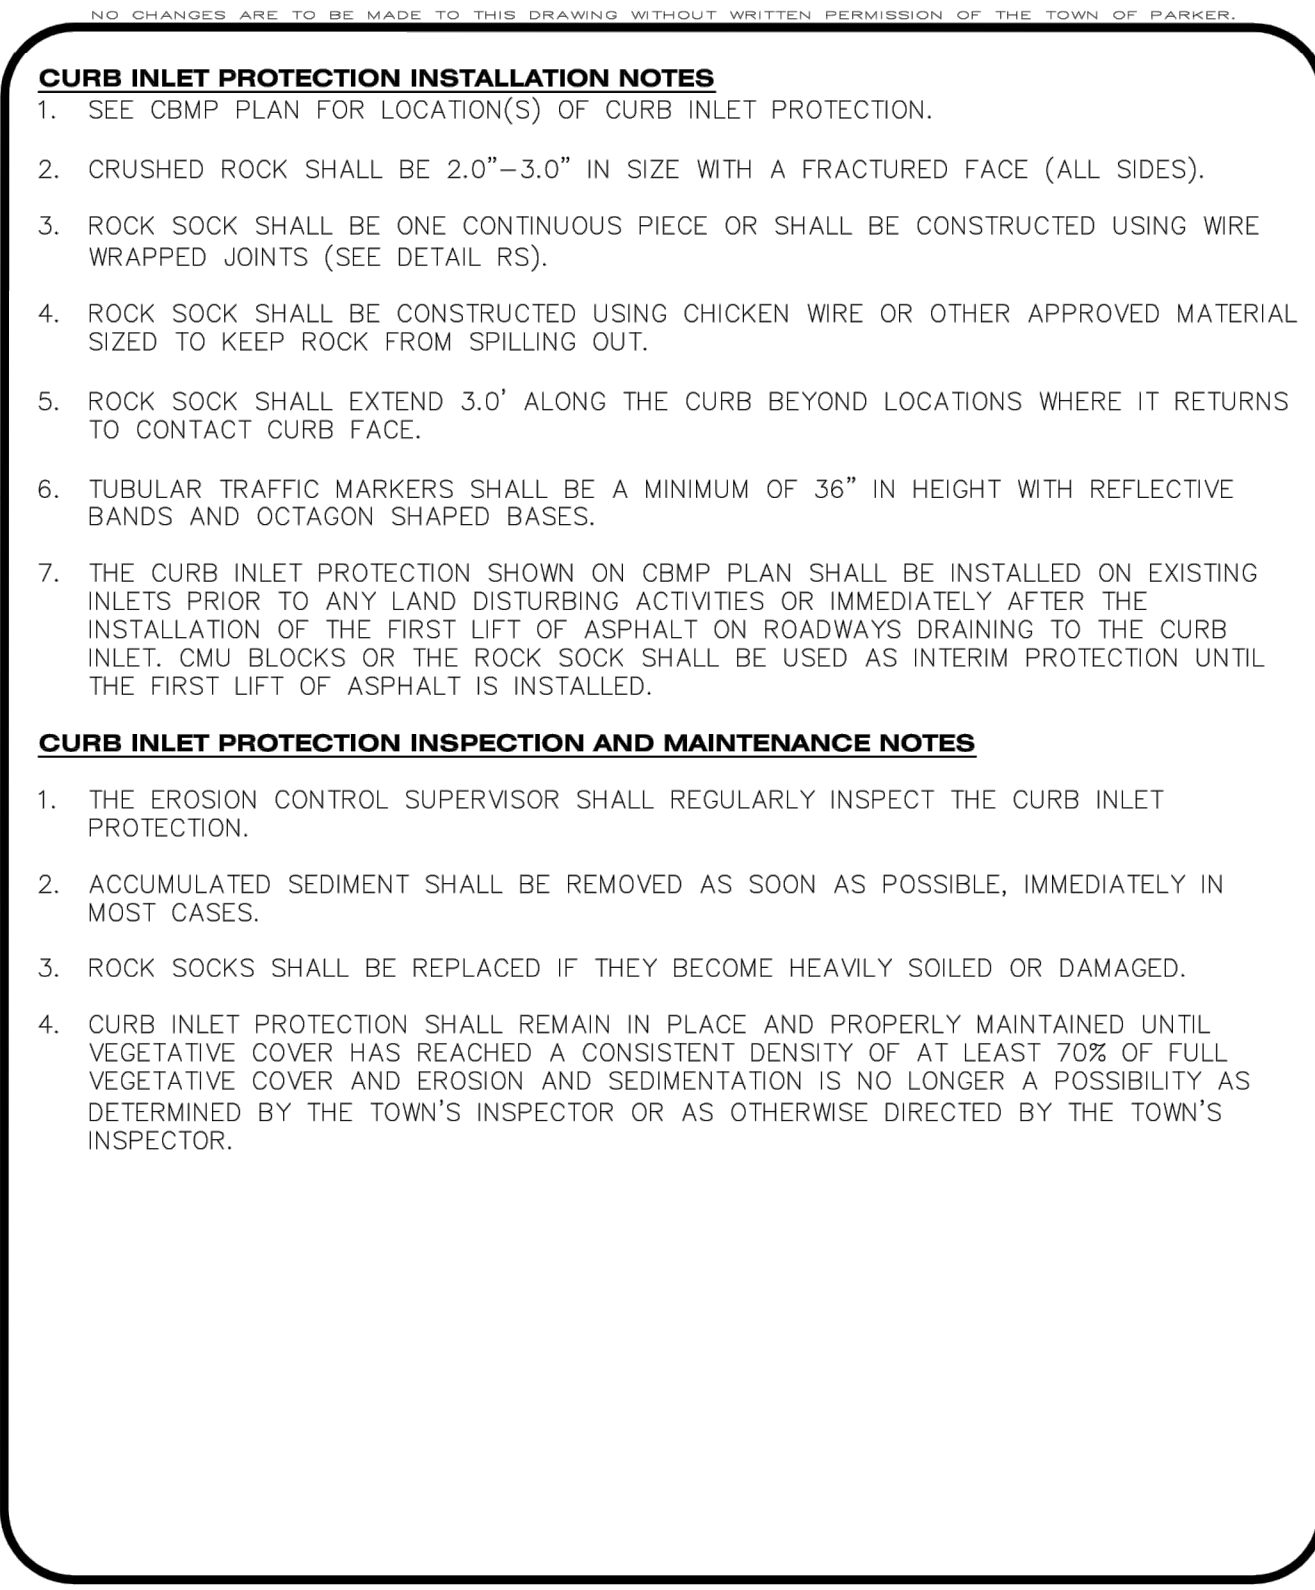 NO CHANGES ARE TO BE MADE TO THIS DRAWING WITHOUT WRITTEN PERMISSION OF THE TOWN OF PARKER.
CURB INLET PROTECTION INSTALLATION NOTES
1. SEE CBMP PLAN FOR LOCATION(S) OF CURB INLET PROTECTION.
2. CRUSHED ROCK SHALL BE 2.0"–3.0" IN SIZE WITH A FRACTURED FACE (ALL SIDES).
3. ROCK SOCK SHALL BE ONE CONTINUOUS PIECE OR SHALL BE CONSTRUCTED USING WIRE
WRAPPED JOINTS (SEE DETAIL RS).
4. ROCK SOCK SHALL BE CONSTRUCTED USING CHICKEN WIRE OR OTHER APPROVED MATERIAL
SIZED TO KEEP ROCK FROM SPILLING OUT.
5. ROCK SOCK SHALL EXTEND 3.0' ALONG THE CURB BEYOND LOCATIONS WHERE IT RETURNS
TO CONTACT CURB FACE.
6. TUBULAR TRAFFIC MARKERS SHALL BE A MINIMUM OF 36" IN HEIGHT WITH REFLECTIVE
BANDS AND OCTAGON SHAPED BASES.
7. THE CURB INLET PROTECTION SHOWN ON CBMP PLAN SHALL BE INSTALLED ON EXISTING
INLETS PRIOR TO ANY LAND DISTURBING ACTIVITIES OR IMMEDIATELY AFTER THE
INSTALLATION OF THE FIRST LIFT OF ASPHALT ON ROADWAYS DRAINING TO THE CURB
INLET. CMU BLOCKS OR THE ROCK SOCK SHALL BE USED AS INTERIM PROTECTION UNTIL
THE FIRST LIFT OF ASPHALT IS INSTALLED.
CURB INLET PROTECTION INSPECTION AND MAINTENANCE NOTES
1. THE EROSION CONTROL SUPERVISOR SHALL REGULARLY INSPECT THE CURB INLET
PROTECTION.
2. ACCUMULATED SEDIMENT SHALL BE REMOVED AS SOON AS POSSIBLE, IMMEDIATELY IN
MOST CASES.
3. ROCK SOCKS SHALL BE REPLACED IF THEY BECOME HEAVILY SOILED OR DAMAGED.
4. CURB INLET PROTECTION SHALL REMAIN IN PLACE AND PROPERLY MAINTAINED UNTIL
VEGETATIVE COVER HAS REACHED A CONSISTENT DENSITY OF AT LEAST 70% OF FULL
VEGETATIVE COVER AND EROSION AND SEDIMENTATION IS NO LONGER A POSSIBILITY AS
DETERMINED BY THE TOWN'S INSPECTOR OR AS OTHERWISE DIRECTED BY THE TOWN'S
INSPECTOR.